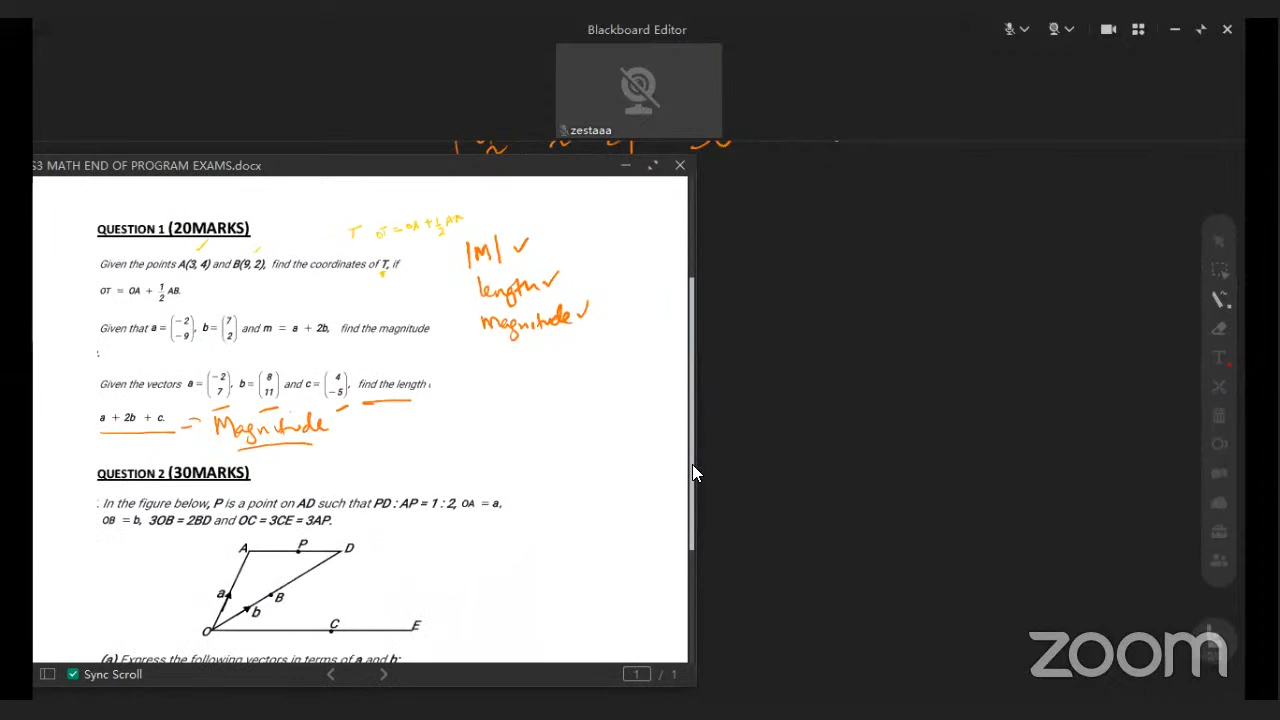 Blackboard Editor
zestaaa
S3 MATH END OF PROGRAM EXAMS.docx
QUESTION 1 (20MARKS)
T OT = OA + 1/2 AB
Given the points A(3, 4) and B(9, 2), find the coordinates of T, if
OT = OA + 1/2 AB.
|M| ✓
length ✓
magnitude ✓
Given that a = (-2 -9), b = (7 2) and m = a + 2b, find the magnitude
Given the vectors a = (-2 7), b = (8 11) and c = (4 -5), find the length
a + 2b + c.
= Magnitude
QUESTION 2 (30MARKS)
In the figure below, P is a point on AD such that PD : AP = 1 : 2, OA = a,
OB = b, 3OB = 2BD and OC = 3CE = 3AP.
A P D
a B
b
O C E
(a) Express the following vectors in terms of a and b:
Sync Scroll
1 / 1
zoom